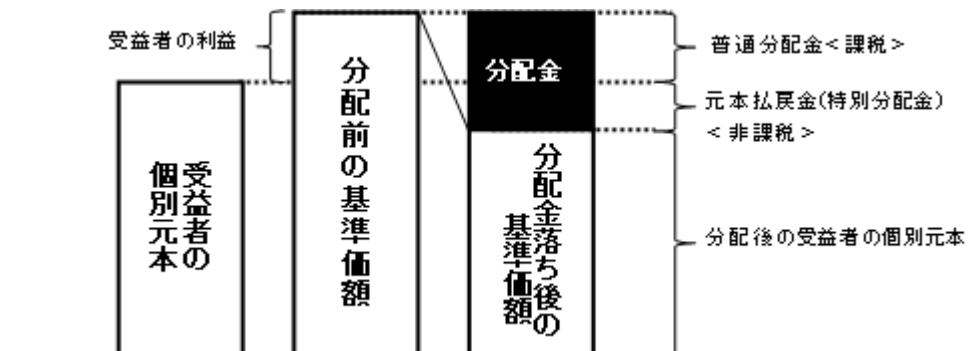 受益者の利益
受益者の
個別元本
分配前の基準価額
分配金
分配金落ち後の
基準価額
普通分配金<課税>
元本払戻金(特別分配金)
<非課税>
分配後の受益者の個別元本